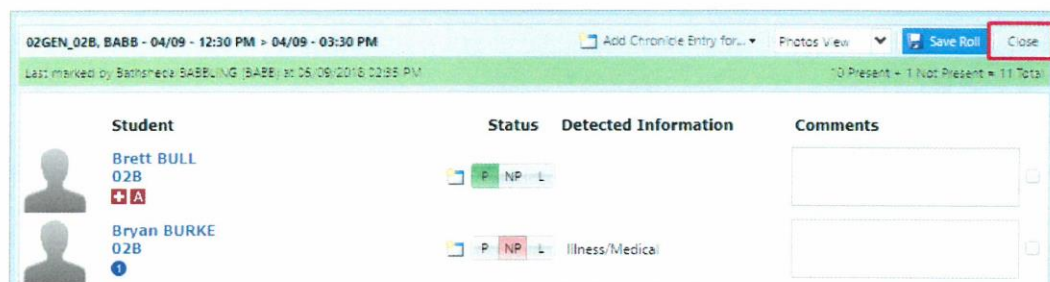 02GEN_02B, BABB - 04/09 - 12:30 PM > 04/09 - 03:30 PM Add Chronicle Entry for... Photos View Save Roll Close
Last marked by Bathsheda BABBLING (BABB) at 05/09/2018 02:35 PM 10 Present + 1 Not Present = 11 Total
Student Status Detected Information Comments
Brett BULL
02B P NP L
A
Bryan BURKE
02B P NP L Illness/Medical
1